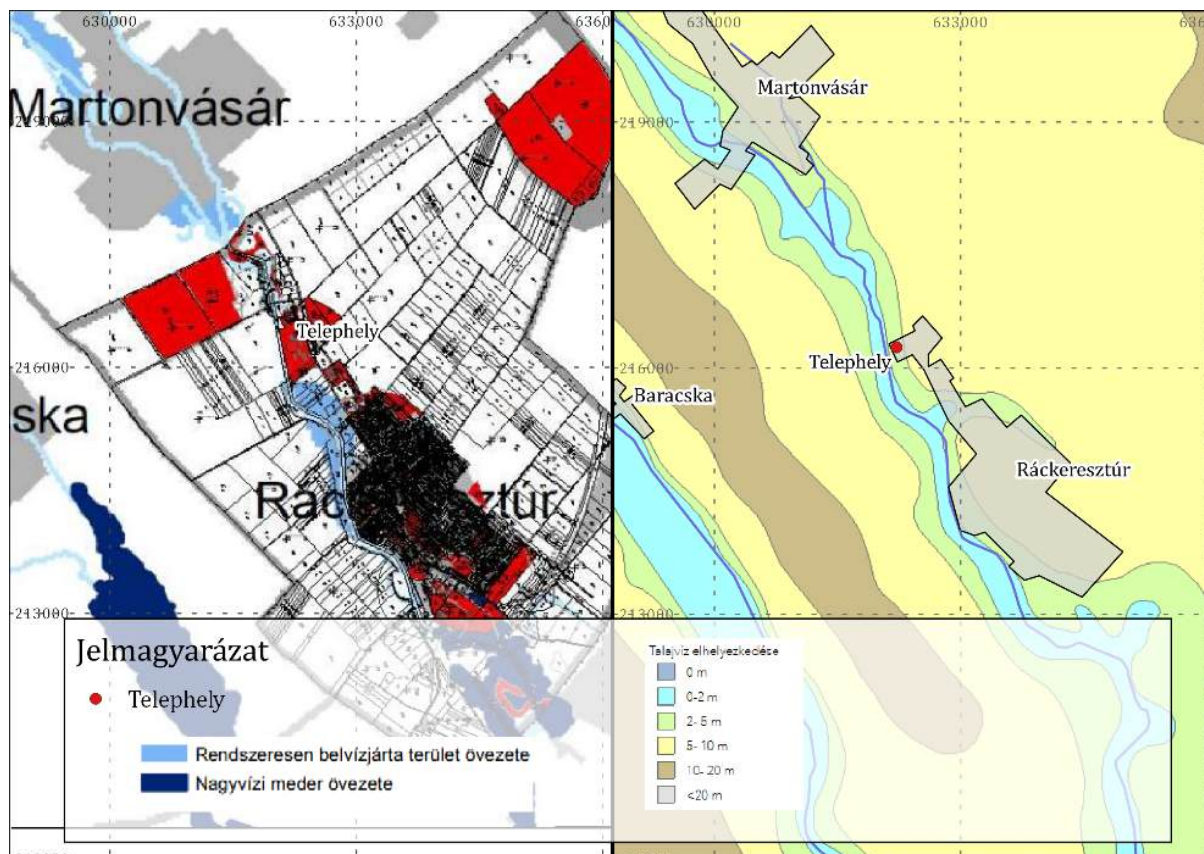 630000
633000
636
630000
633000
636
Martonvásár
219000
Telephely
216000
ska
Ráckeresztúr
213000
Martonvásár
219000
Telephely
216000
Baracska
Ráckeresztúr
213000
Jelmagyarázat
Telephely
Rendszeresen belvízjárta terület övezete
Nagyvízi meder övezete
Talajvíz elhelyezkedése
0 m
0-2 m
2- 5 m
5- 10 m
10- 20 m
<20 m